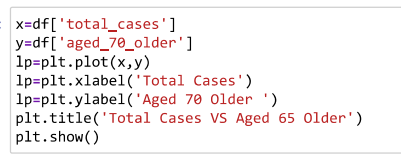 x=df['total_cases']
y=df['aged_70_older']
lp=plt.plot(x,y)
lp=plt.xlabel('Total Cases')
lp=plt.ylabel('Aged 70 Older ')
plt.title('Total Cases VS Aged 65 Older')
plt.show()